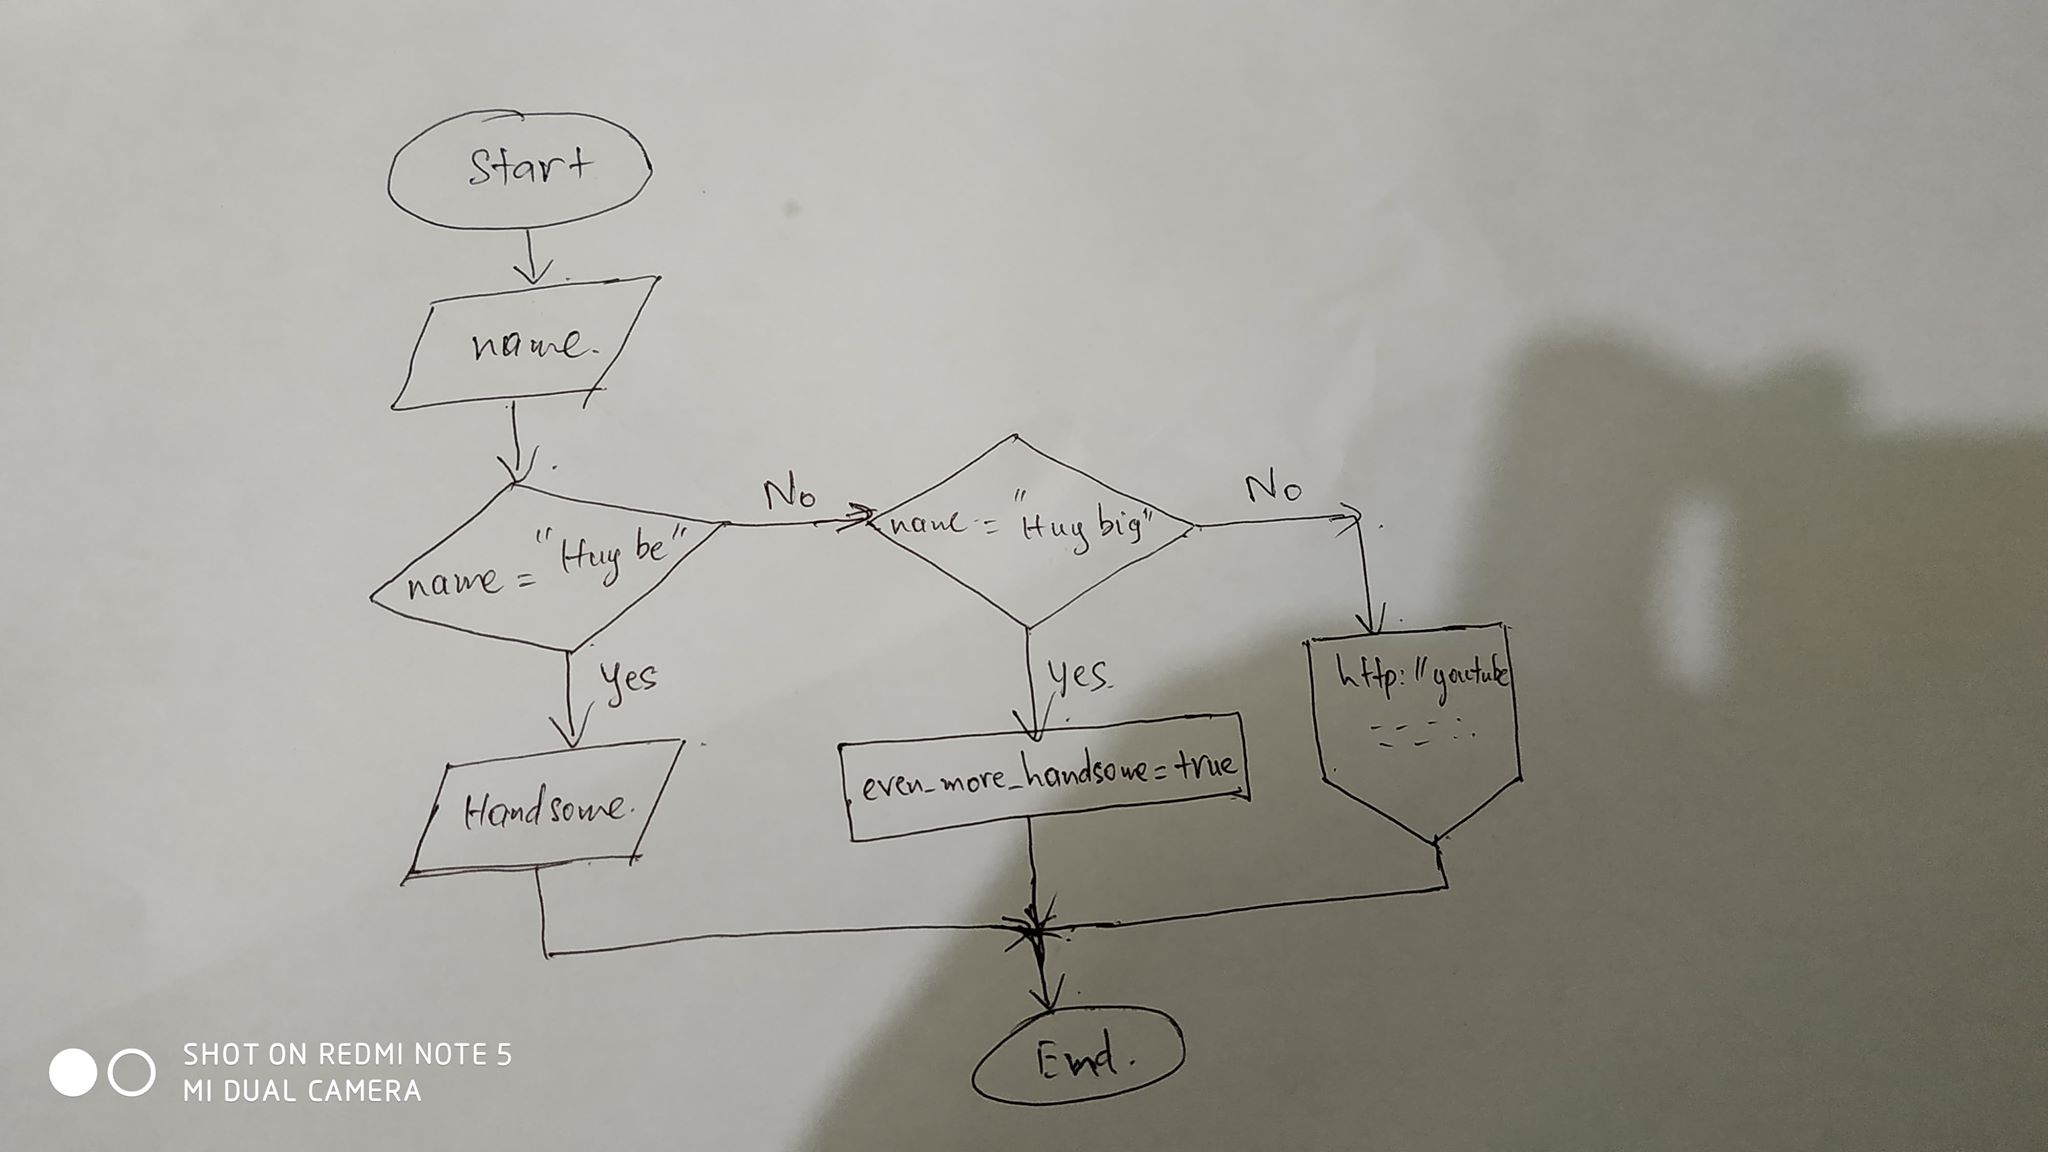 Start
name.
name = "Huy be"
No
name = "Huy big"
No
yes
yes.
http://youtube
Handsome.
even_more_handsome = true
End.
SHOT ON REDMI NOTE 5
MI DUAL CAMERA